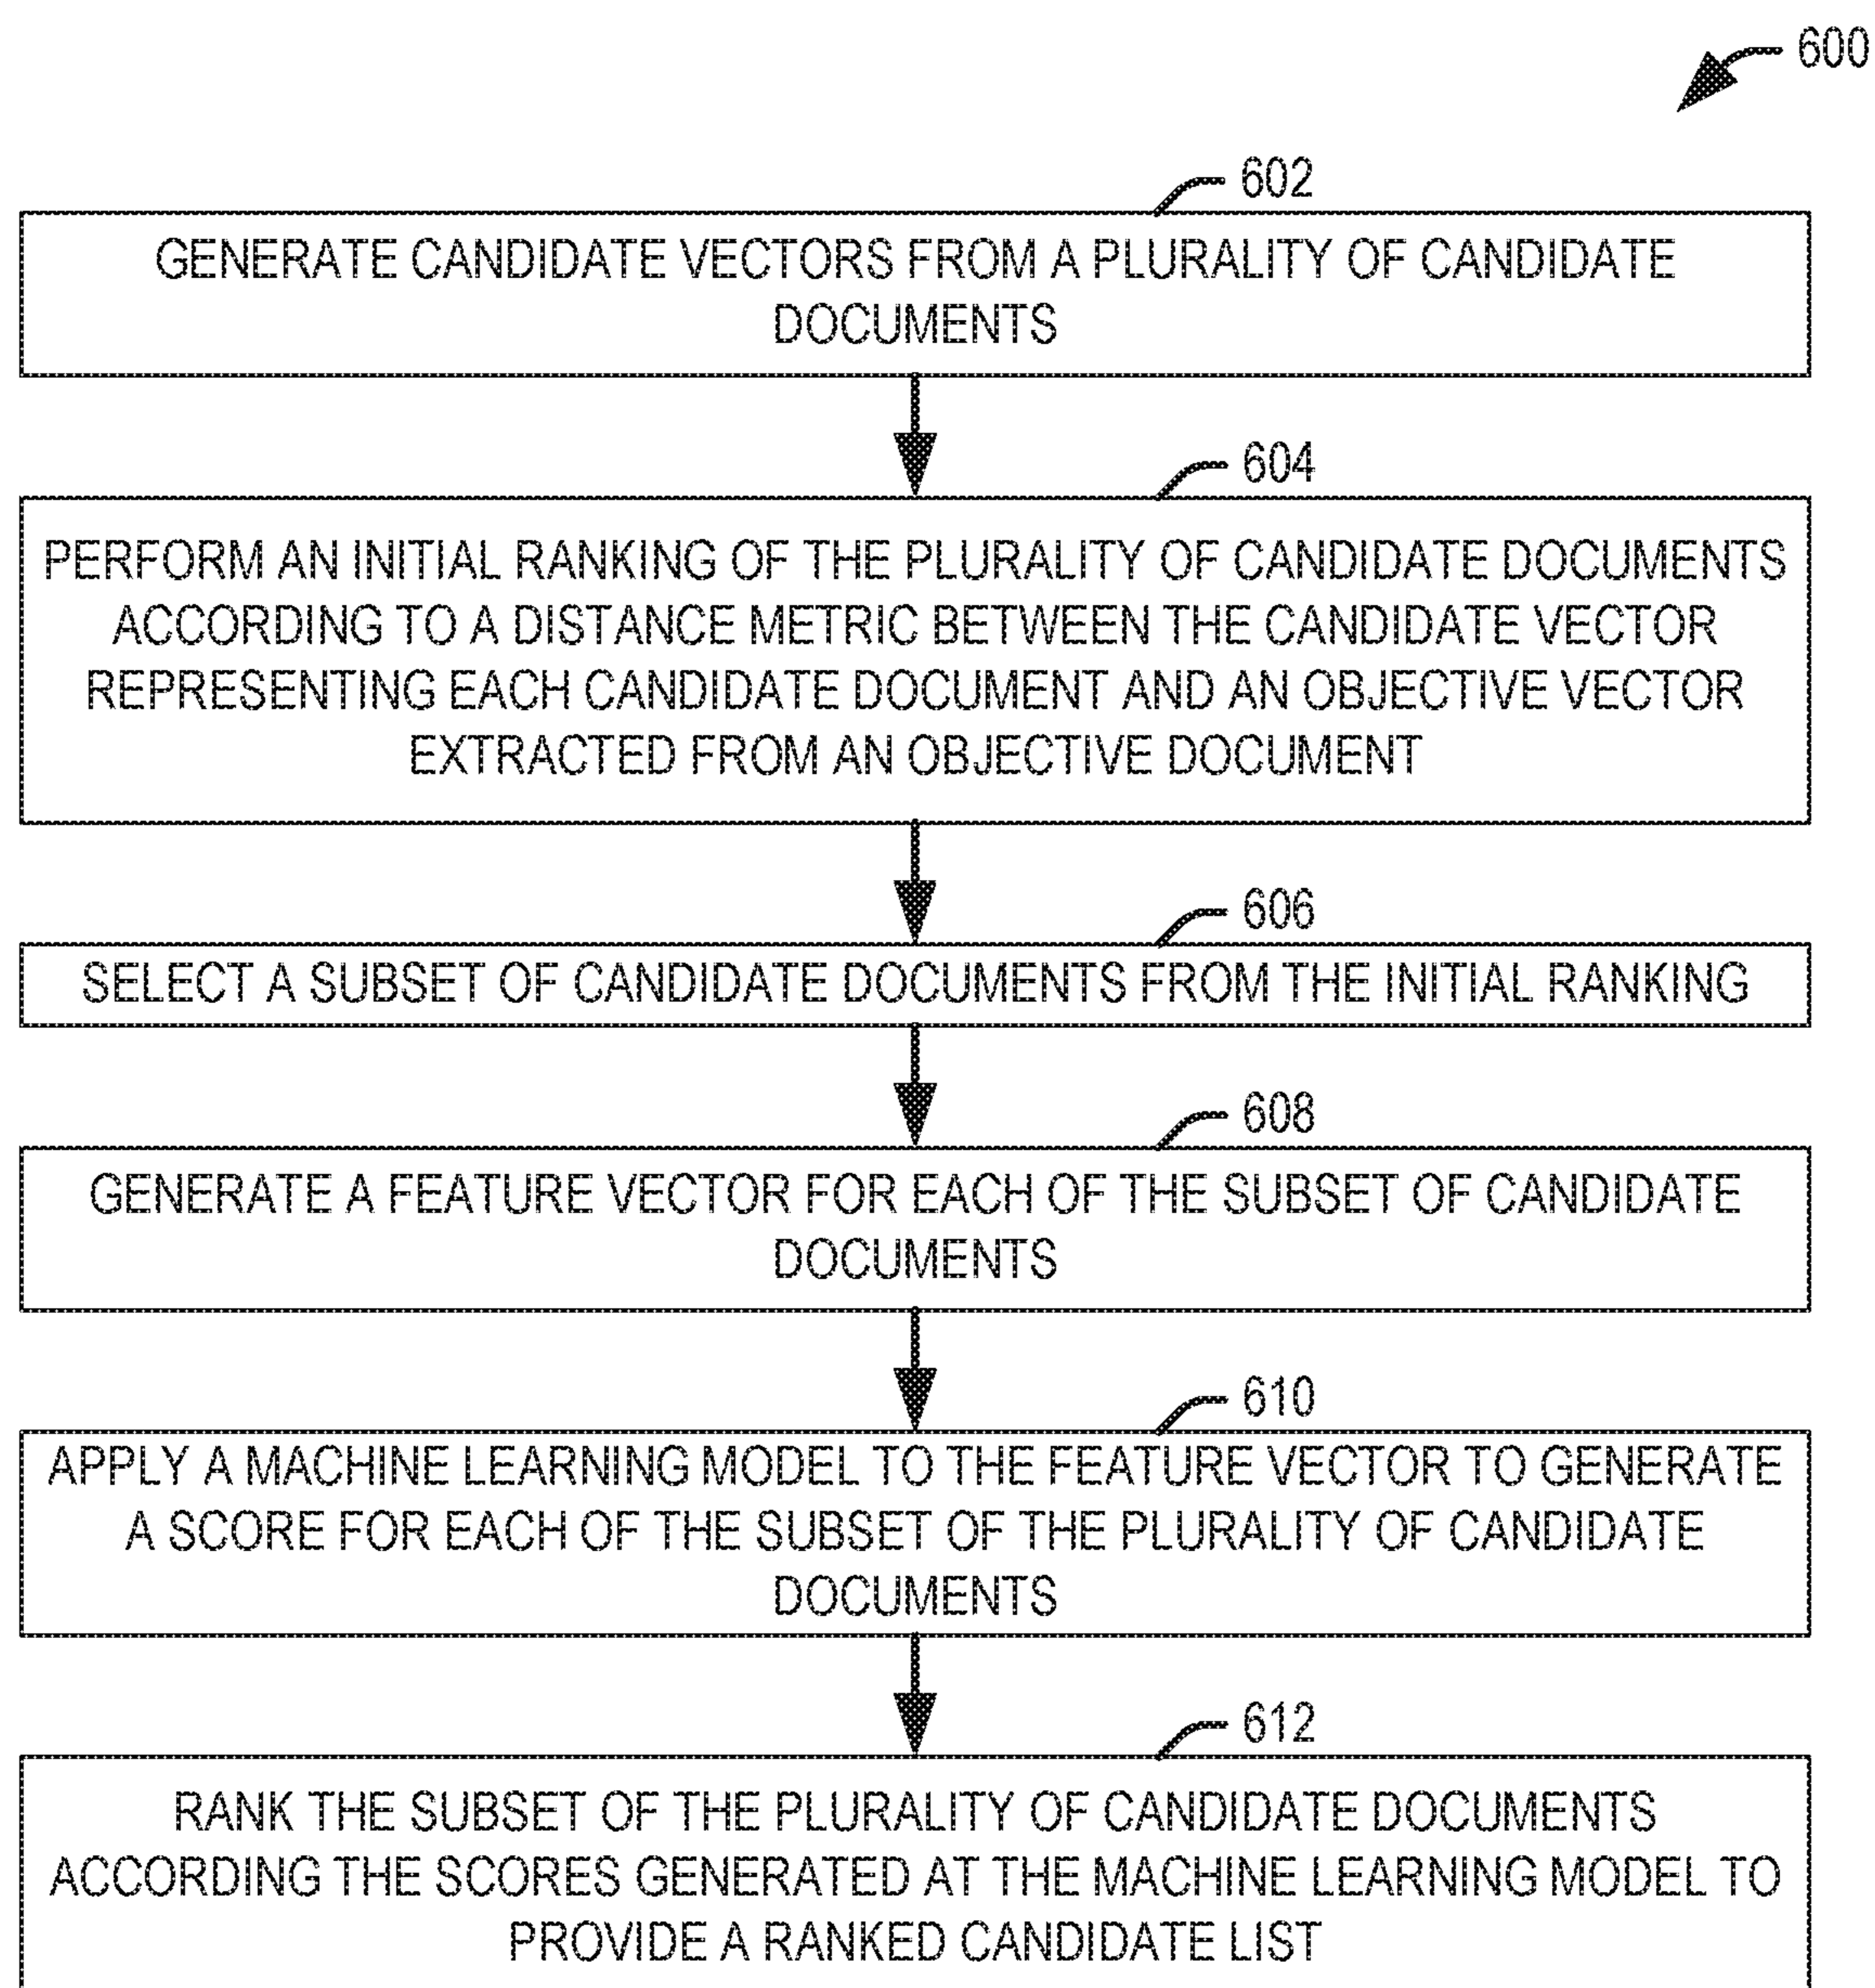 600
602
GENERATE CANDIDATE VECTORS FROM A PLURALITY OF CANDIDATE
DOCUMENTS
604
PERFORM AN INITIAL RANKING OF THE PLURALITY OF CANDIDATE DOCUMENTS
ACCORDING TO A DISTANCE METRIC BETWEEN THE CANDIDATE VECTOR
REPRESENTING EACH CANDIDATE DOCUMENT AND AN OBJECTIVE VECTOR
EXTRACTED FROM AN OBJECTIVE DOCUMENT
606
SELECT A SUBSET OF CANDIDATE DOCUMENTS FROM THE INITIAL RANKING
608
GENERATE A FEATURE VECTOR FOR EACH OF THE SUBSET OF CANDIDATE
DOCUMENTS
610
APPLY A MACHINE LEARNING MODEL TO THE FEATURE VECTOR TO GENERATE
A SCORE FOR EACH OF THE SUBSET OF THE PLURALITY OF CANDIDATE
DOCUMENTS
612
RANK THE SUBSET OF THE PLURALITY OF CANDIDATE DOCUMENTS
ACCORDING THE SCORES GENERATED AT THE MACHINE LEARNING MODEL TO
PROVIDE A RANKED CANDIDATE LIST